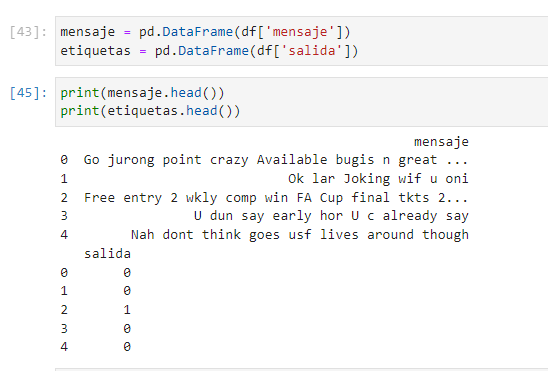 [43]: mensaje = pd.DataFrame(df['mensaje'])
etiquetas = pd.DataFrame(df['salida'])
[45]: print(mensaje.head())
print(etiquetas.head())
mensaje
0 Go jurong point crazy Available bugis n great ...
1 Ok lar Joking wif u oni
2 Free entry 2 wkly comp win FA Cup final tkts 2...
3 U dun say early hor U c already say
4 Nah dont think goes usf lives around though
salida
0 0
1 0
2 1
3 0
4 0